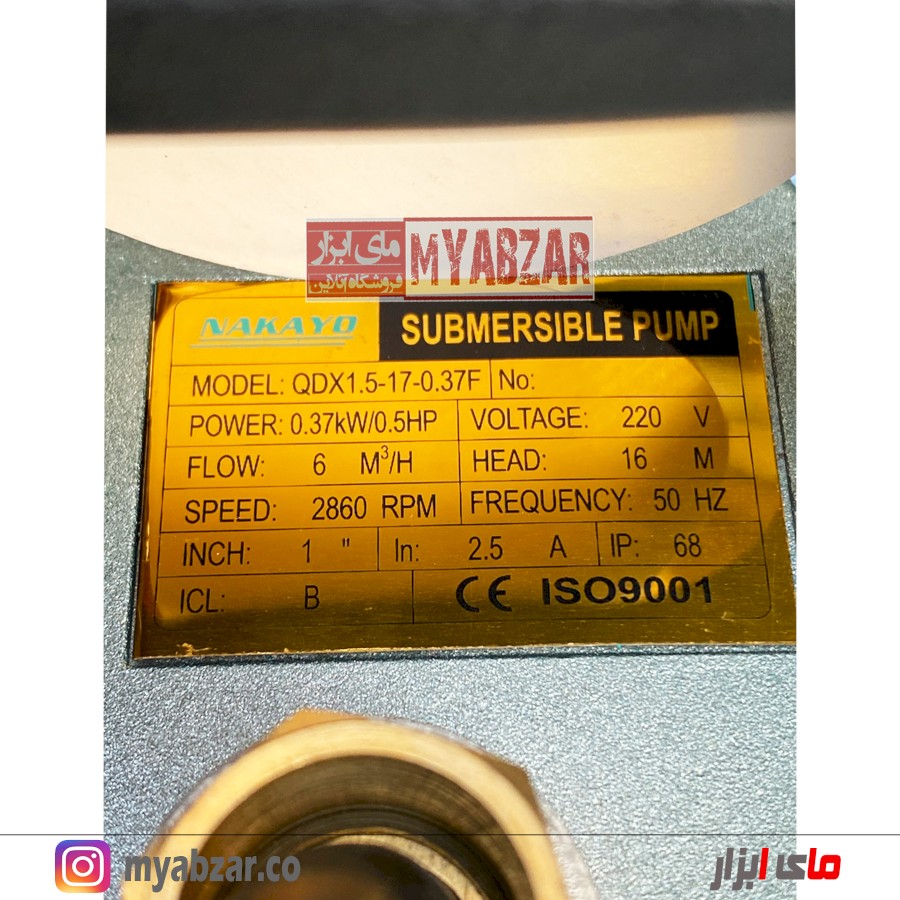 مای ابزار
فروشگاه آنلاین
MYABZAR
NAKAYO SUBMERSIBLE PUMP
MODEL: QDX1.5-17-0.37F No:
POWER: 0.37kW/0.5HP VOLTAGE: 220 V
FLOW: 6 M³/H HEAD: 16 M
SPEED: 2860 RPM FREQUENCY: 50 HZ
INCH: 1 " In: 2.5 A IP: 68
ICL: B CE ISO9001
myabzar.co
مای ابزار